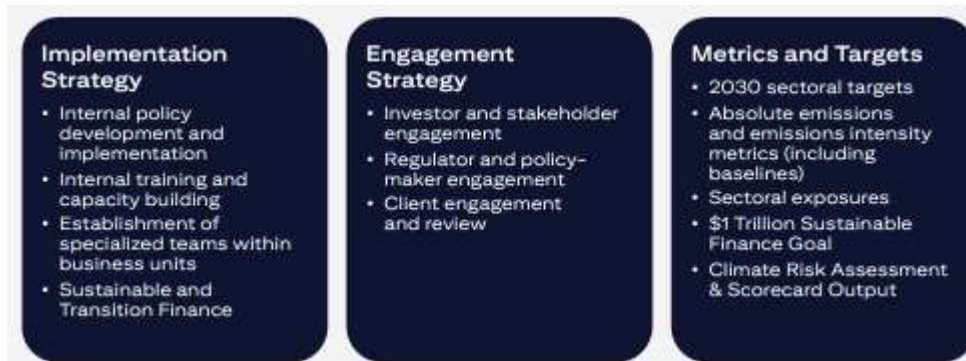 Implementation
Strategy
• Internal policy
development and
implementation
• Internal training and
capacity building
• Establishment of
specialized teams within
business units
• Sustainable and
Transition Finance
Engagement
Strategy
• Investor and stakeholder
engagement
• Regulator and policy-
maker engagement
• Client engagement
and review
Metrics and Targets
• 2030 sectoral targets
• Absolute emissions
and emissions intensity
metrics (including
baselines)
• Sectoral exposures
• $1 Trillion Sustainable
Finance Goal
• Climate Risk Assessment
& Scorecard Output